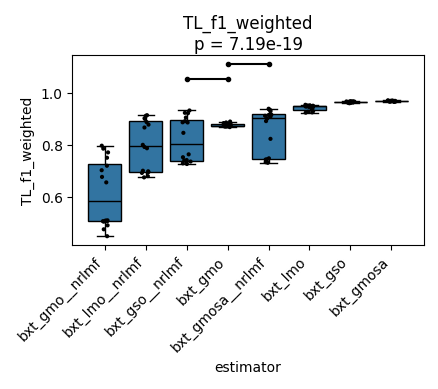 TL_f1_weighted
p = 7.19e-19
TL_f1_weighted
1.0
0.8
0.6
bxt_gmo__nrlmf
bxt_lmo__nrlmf
bxt_gso__nrlmf
bxt_gmo
bxt_gmosa__nrlmf
bxt_lmo
bxt_gso
bxt_gmosa
estimator